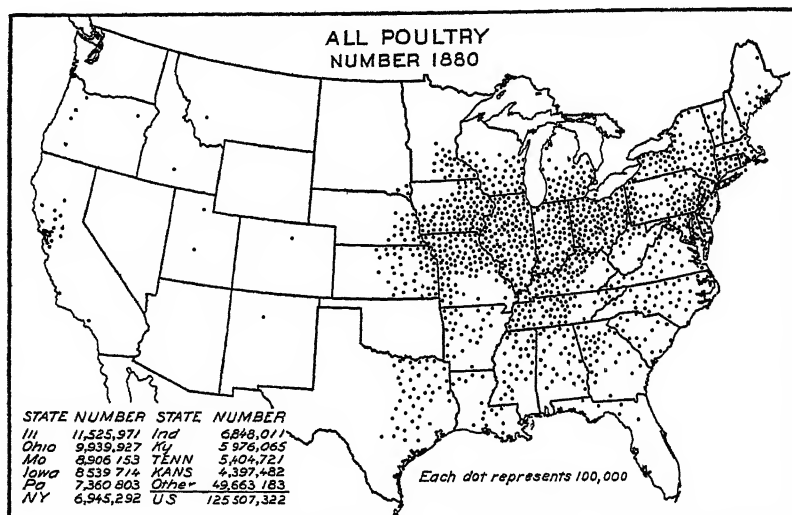 ALL POULTRY
NUMBER 1880
STATE NUMBER STATE NUMBER
Ill 11,525,971 Ind 6,848,011
Ohio 9,939,927 Ky 5 976,065
Mo 8,906 153 TENN 5,404,721
Iowa 8 539 714 KANS 4,397,482
Pa 7,360 803 Other 49,663 183
NY 6,945,292 US 125 507,322
Each dot represents 100,000